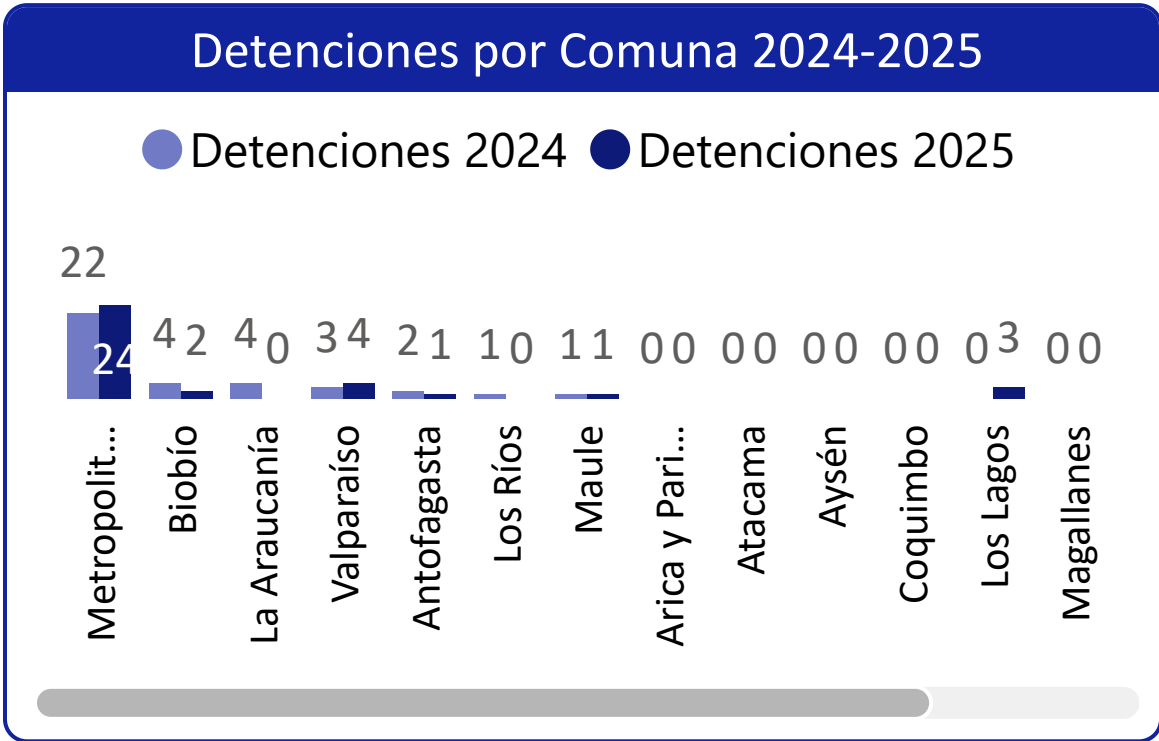 Detenciones por Comuna 2024-2025
Detenciones 2024 Detenciones 2025
22 24 4 2 4 0 3 4 2 1 1 0 1 1 0 0 0 0 0 0 0 0 0 3 0 0
Metropolit...
Biobío
La Araucanía
Valparaíso
Antofagasta
Los Ríos
Maule
Arica y Pari...
Atacama
Aysén
Coquimbo
Los Lagos
Magallanes